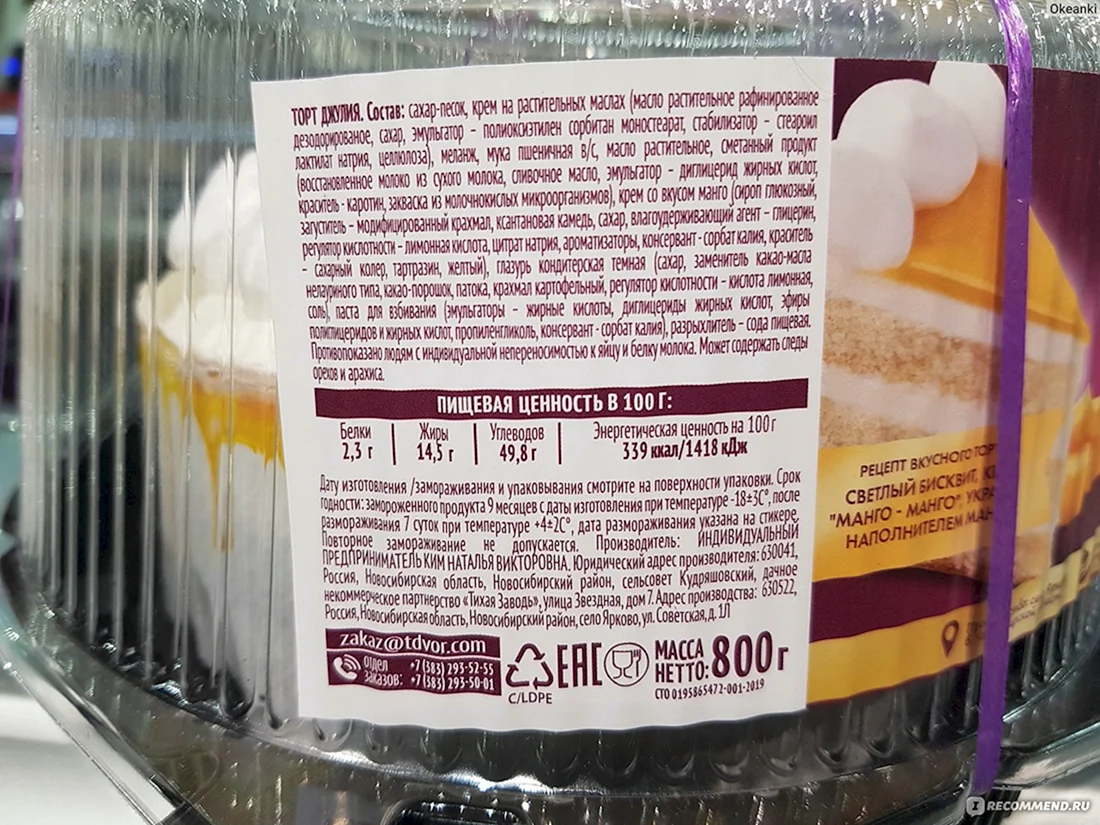 Okeanki
ТОРТ ДЖУЛИЯ. Состав: сахар-песок, крем на растительных маслах (масло растительное рафинированное
дезодорированое, сахар, эмульгатор – полиоксиэтилен сорбитан моностеарат, стабилизатор – стеароил
лактилат натрия, целлюлоза), меланж, мука пшеничная в/с, масло растительное, сметанный продукт
(восстановленное молоко из сухого молока, сливочное масло, эмульгатор – диглицерид жирных кислот,
краситель - каротин, закваска из молочнокислых микроорганизмов), крем со вкусом манго (сироп глюкозный,
загуститель – модифицированный крахмал, ксантановая камедь, сахар, влагоудерживающий агент – глицерин,
регулятор кислотности – лимонная кислота, цитрат натрия, ароматизаторы, консервант - сорбат калия, краситель
– сахарный колер, тартразин, желтый), глазурь кондитерская темная (сахар, заменитель какао-масла
нелауриного типа, какао-порошок, патока, крахмал картофельный, регулятор кислотности – кислота лимонная,
соль), паста для взбивания (эмульгаторы – жирные кислоты, диглицериды жирных кислот, эфиры
полиглицеридов и жирных кислот, пропиленгликоль, консервант - сорбат калия), разрыхлитель – сода пищевая.
Противопоказано людям с индивидуальной непереносимостью к яйцу и белку молока. Может содержать следы
орехов и арахиса.
ПИЩЕВАЯ ЦЕННОСТЬ В 100 Г:
Белки Жиры Углеводов Энергетическая ценность на 100 г
2,3 г 14,5 г 49,8 г 339 ккал/1418 кДж
Дату изготовления /замораживания и упаковывания смотрите на поверхности упаковки. Срок
годности: замороженного продукта 9 месяцев с даты изготовления при температуре -18±3С°, после
размораживания 7 суток при температуре +4±2С°, дата размораживания указана на стикере.
Повторное замораживание не допускается. Производитель: ИНДИВИДУАЛЬНЫЙ
ПРЕДПРИНИМАТЕЛЬ КИМ НАТАЛЬЯ ВИКТОРОВНА. Юридический адрес производителя: 630041,
Россия, Новосибирская область, Новосибирский район, сельсовет Кудряшовский, дачное
некоммерческое партнерство «Тихая Заводь», улица Звездная, дом 7. Адрес производства: 630522,
Россия, Новосибирская область, Новосибирский район, село Ярково, ул. Советская, д. 1Л
zakaz@tdvor.com
ОТДЕЛ ЗАКАЗОВ: +7 (383) 293-52-55
+7 (383) 293-50-01
C/LDPE
EAC
МАССА НЕТТО: 800 г
СТО 0195865472-001-2019
РЕЦЕПТ ВКУСНОГО ТОР
СВЕТЛЫЙ БИСКВИТ, К
"МАНГО - МАНГО", УКРА
НАПОЛНИТЕЛЕМ МАН
IRECOMMEND.RU